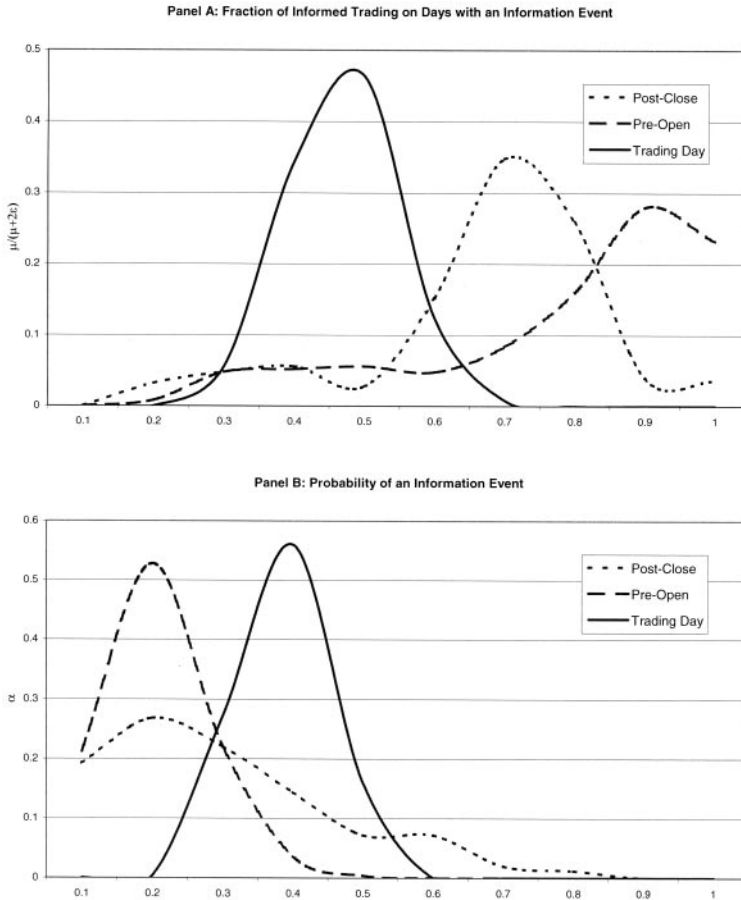 Panel A: Fraction of Informed Trading on Days with an Information Event
0.5
0.4
0.3
0.2
0.1
0
μ/(μ+2ε)
Post-Close
Pre-Open
Trading Day
0.1 0.2 0.3 0.4 0.5 0.6 0.7 0.8 0.9 1
Panel B: Probability of an Information Event
0.6
0.5
0.4
0.3
0.2
0.1
0
α
Post-Close
Pre-Open
Trading Day
0.1 0.2 0.3 0.4 0.5 0.6 0.7 0.8 0.9 1